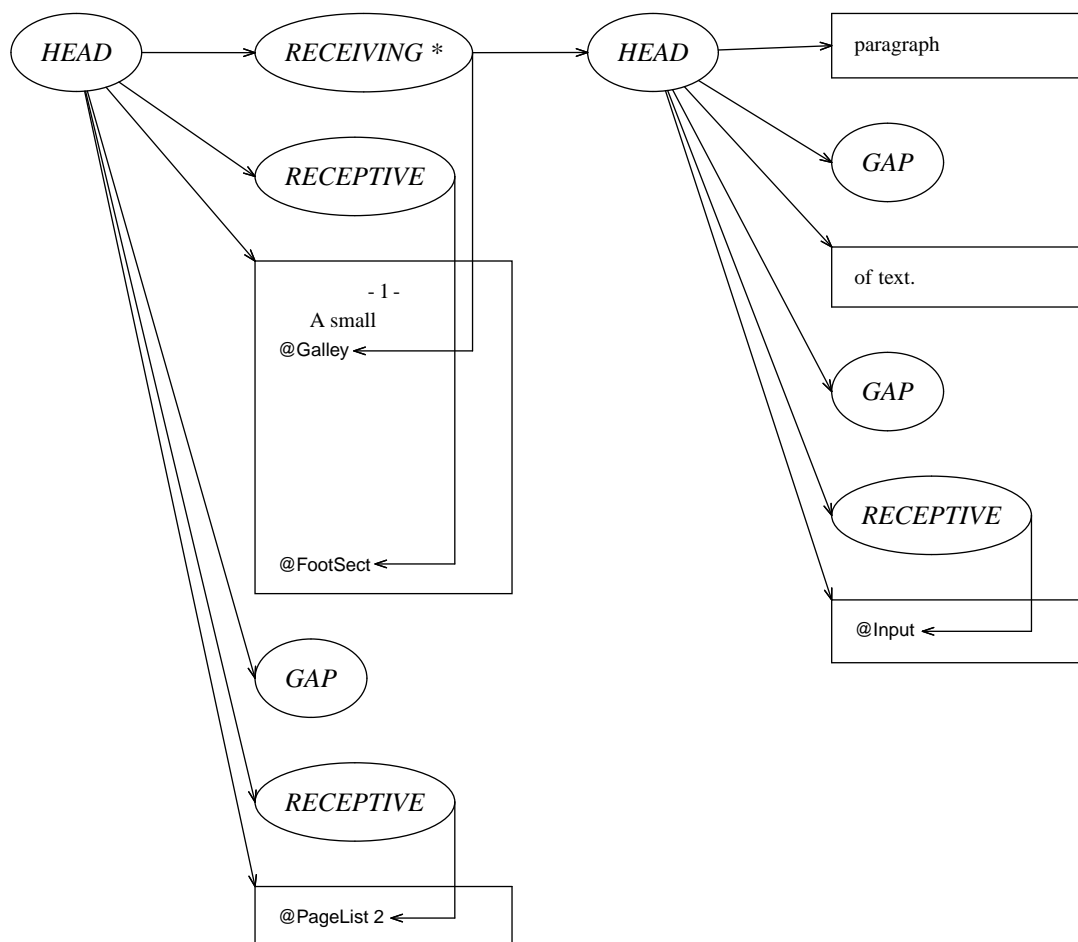 HEAD
RECEIVING *
HEAD
paragraph
GAP
RECEPTIVE
of text.
- 1 -
A small
@Galley
GAP
RECEPTIVE
@FootSect
@Input
GAP
RECEPTIVE
@PageList 2